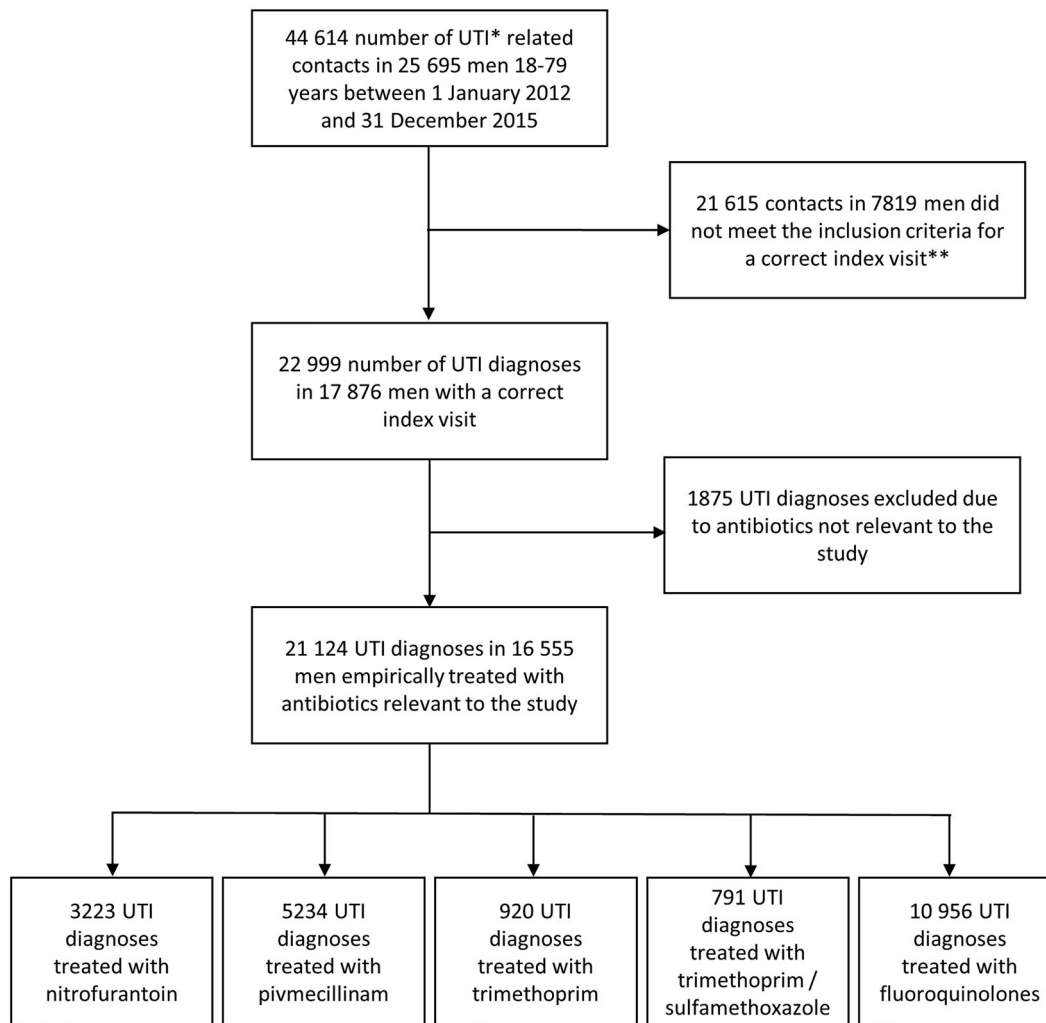 44 614 number of UTI* related
contacts in 25 695 men 18-79
years between 1 January 2012
and 31 December 2015
21 615 contacts in 7819 men did
not meet the inclusion criteria for
a correct index visit**
22 999 number of UTI diagnoses
in 17 876 men with a correct
index visit
1875 UTI diagnoses excluded due
to antibiotics not relevant to the
study
21 124 UTI diagnoses in 16 555
men empirically treated with
antibiotics relevant to the study
3223 UTI
diagnoses
treated with
nitrofurantoin
5234 UTI
diagnoses
treated with
pivmecillinam
920 UTI
diagnoses
treated with
trimethoprim
791 UTI
diagnoses
treated with
trimethoprim /
sulfamethoxazole
10 956 UTI
diagnoses
treated with
fluoroquinolones